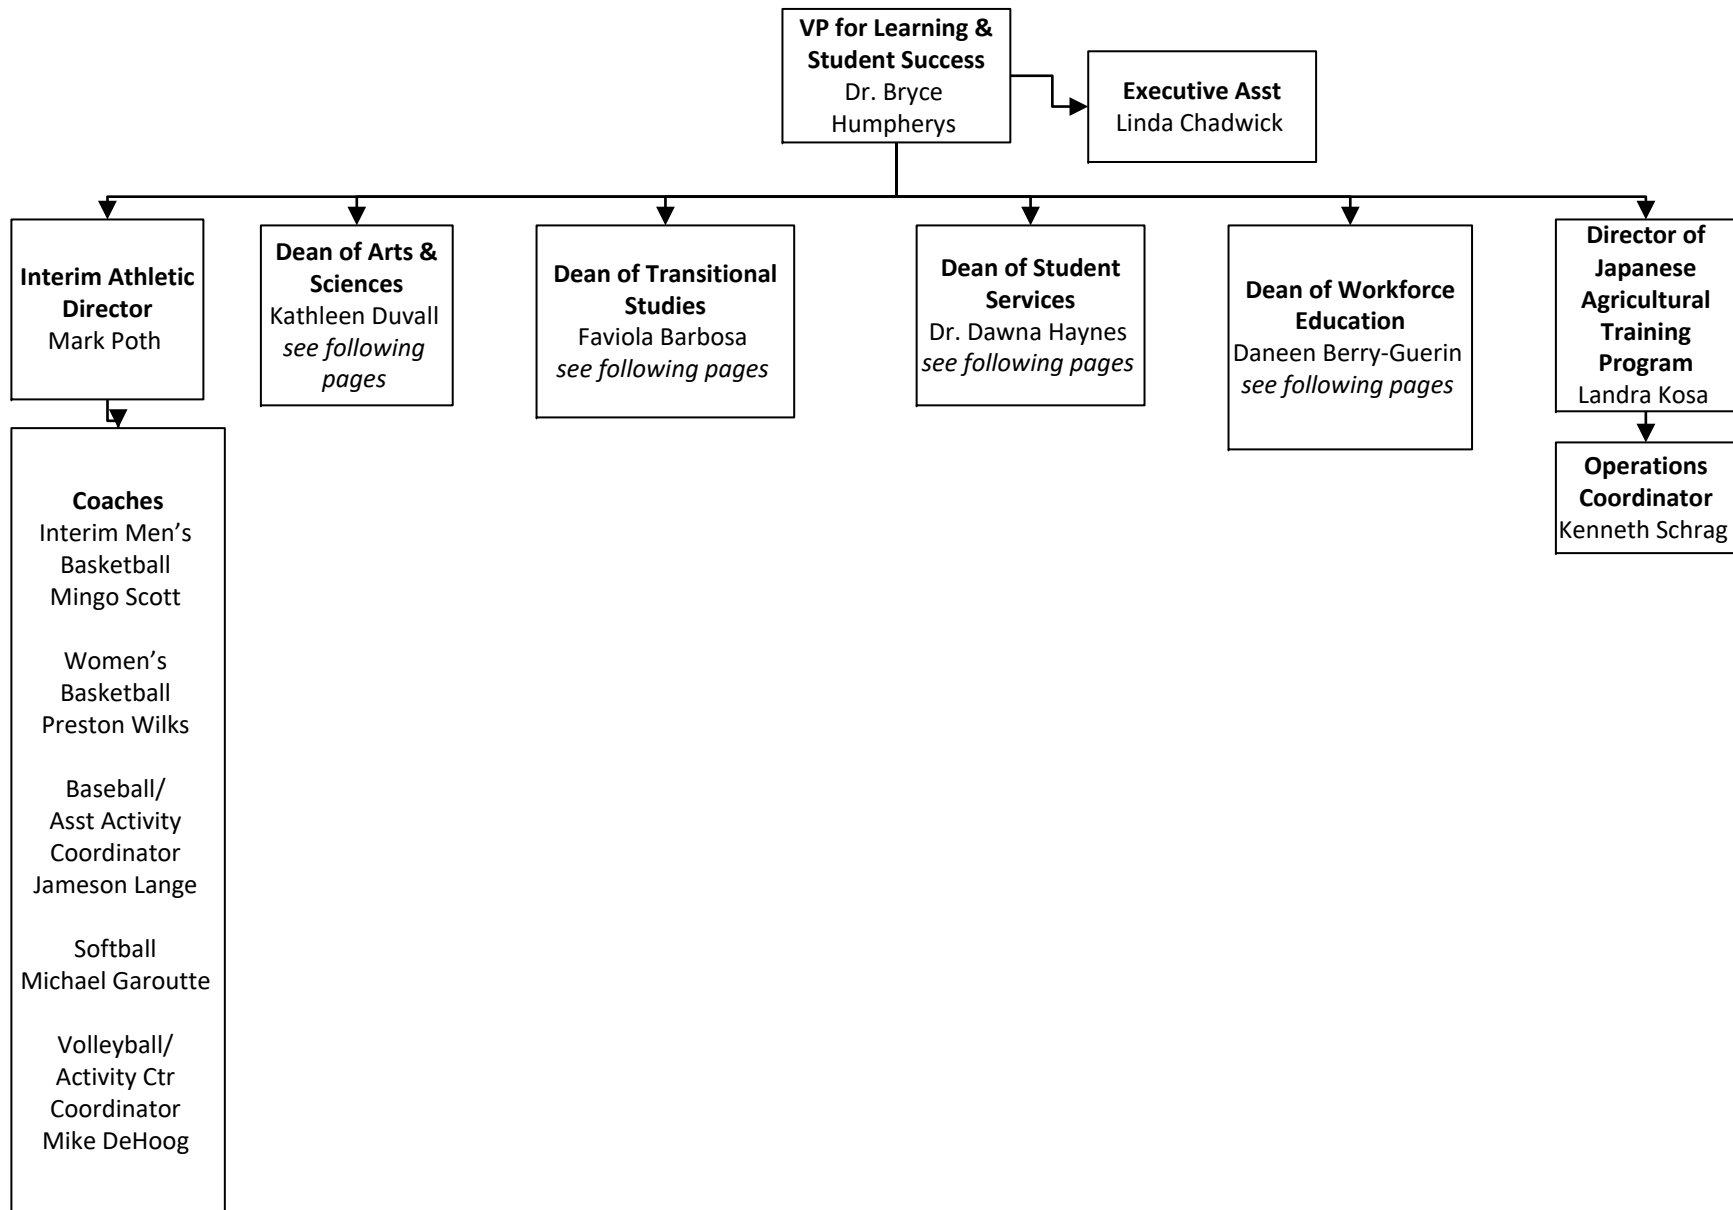 VP for Learning &
Student Success
Dr. Bryce
Humpherys
Executive Asst
Linda Chadwick
Interim Athletic
Director
Mark Poth
Dean of Arts &
Sciences
Kathleen Duvall
see following
pages
Dean of Transitional
Studies
Faviola Barbosa
see following pages
Dean of Student
Services
Dr. Dawna Haynes
see following pages
Dean of Workforce
Education
Daneen Berry-Guerin
see following pages
Director of
Japanese
Agricultural
Training
Program
Landra Kosa
Operations
Coordinator
Kenneth Schrag
Coaches
Interim Men’s
Basketball
Mingo Scott
Women’s
Basketball
Preston Wilks
Baseball/
Asst Activity
Coordinator
Jameson Lange
Softball
Michael Garoutte
Volleyball/
Activity Ctr
Coordinator
Mike DeHoog